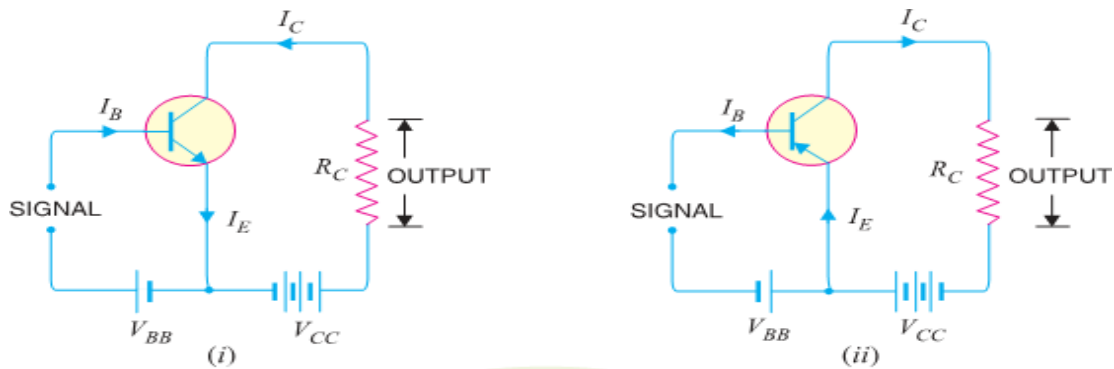 I_C
I_B
R_C
OUTPUT
SIGNAL
I_E
V_BB
V_CC
(i)
I_C
I_B
R_C
OUTPUT
SIGNAL
I_E
V_BB
V_CC
(ii)